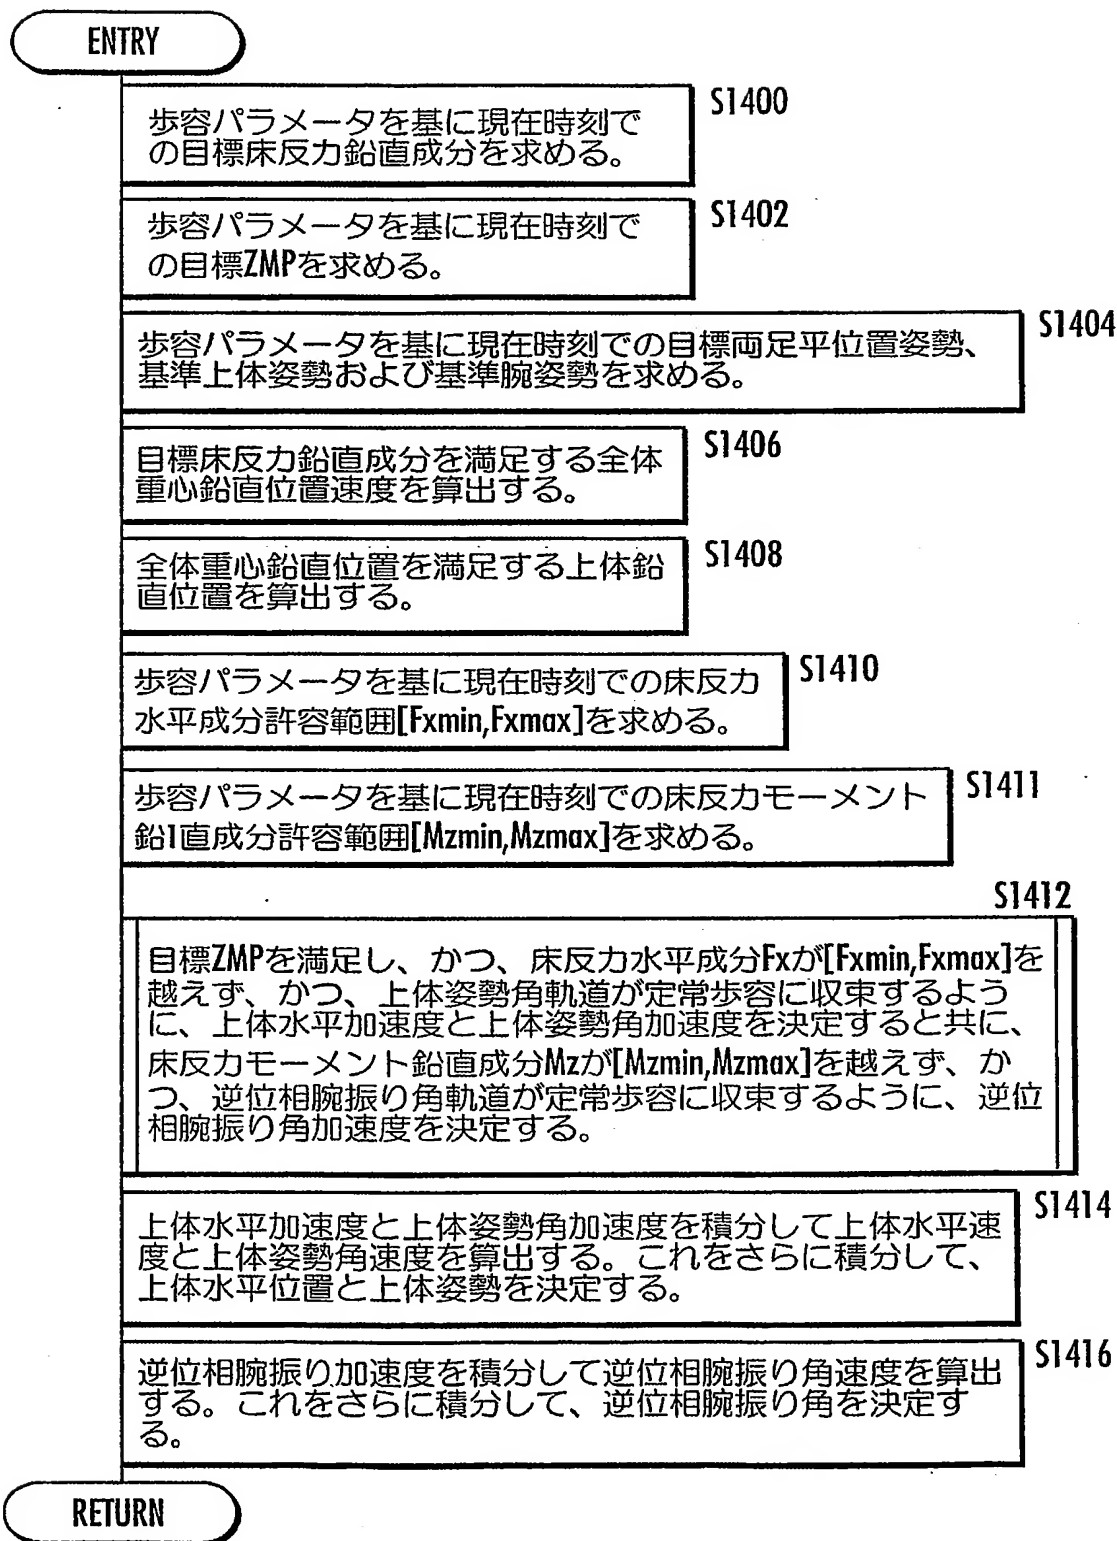 ENTRY
S1400
歩容パラメータを基に現在時刻で
の目標床反力鉛直成分を求める。
S1402
歩容パラメータを基に現在時刻で
の目標ZMPを求める。
S1404
歩容パラメータを基に現在時刻での目標両足平位置姿勢、
基準上体姿勢および基準腕姿勢を求める。
S1406
目標床反力鉛直成分を満足する全体
重心鉛直位置速度を算出する。
S1408
全体重心鉛直位置を満足する上体鉛
直位置を算出する。
S1410
歩容パラメータを基に現在時刻での床反力
水平成分許容範囲[Fxmin,Fxmax]を求める。
S1411
歩容パラメータを基に現在時刻での床反力モーメント
鉛1直成分許容範囲[Mzmin,Mzmax]を求める。
S1412
目標ZMPを満足し、かつ、床反力水平成分Fxが[Fxmin,Fxmax]を
越えず、かつ、上体姿勢角軌道が定常歩容に収束するよう
に、上体水平加速度と上体姿勢角加速度を決定すると共に、
床反力モーメント鉛直成分Mzが[Mzmin,Mzmax]を越えず、か
つ、逆位相腕振り角軌道が定常歩容に収束するように、逆位
相腕振り角加速度を決定する。
S1414
上体水平加速度と上体姿勢角加速度を積分して上体水平速
度と上体姿勢角速度を算出する。これをさらに積分して、
上体水平位置と上体姿勢を決定する。
S1416
逆位相腕振り加速度を積分して逆位相腕振り角速度を算出
する。これをさらに積分して、逆位相腕振り角を決定す
る。
RETURN